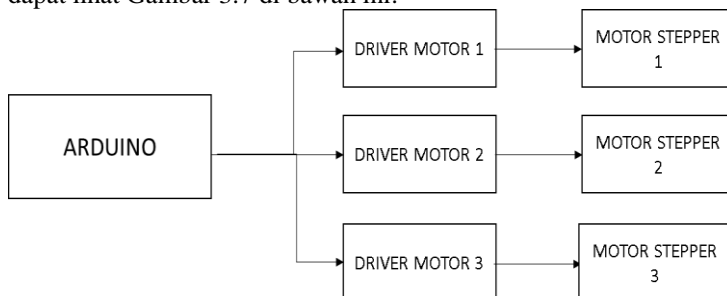 dapat lihat Gambar 3.7 di bawah ini:
DRIVER MOTOR 1
MOTOR STEPPER
1
ARDUINO
DRIVER MOTOR 2
MOTOR STEPPER
2
DRIVER MOTOR 3
MOTOR STEPPER
3